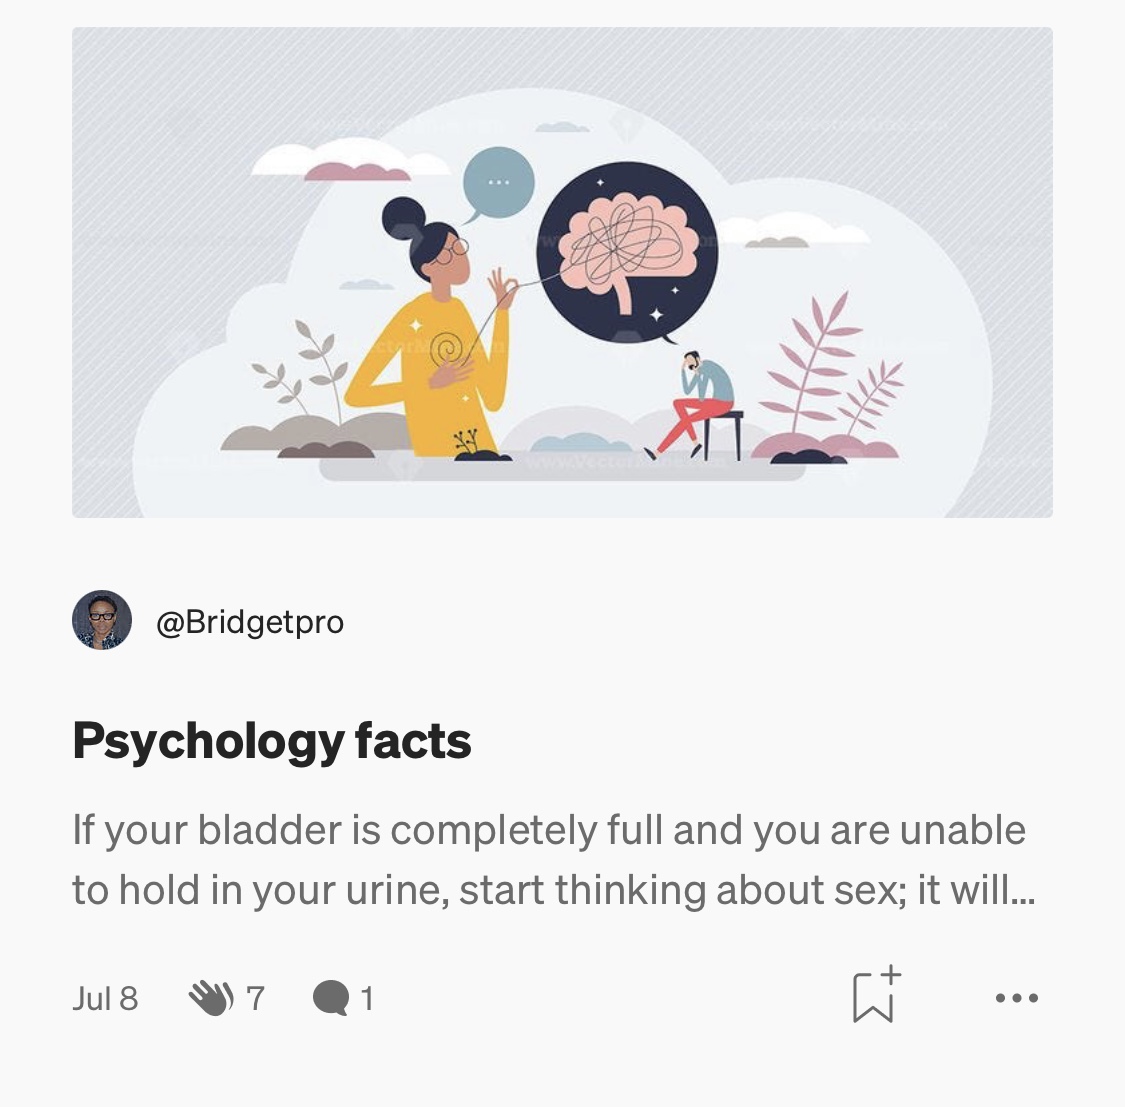 ...
@Bridgetpro
Psychology facts
If your bladder is completely full and you are unable
to hold in your urine, start thinking about sex; it will...
Jul 8 7 1